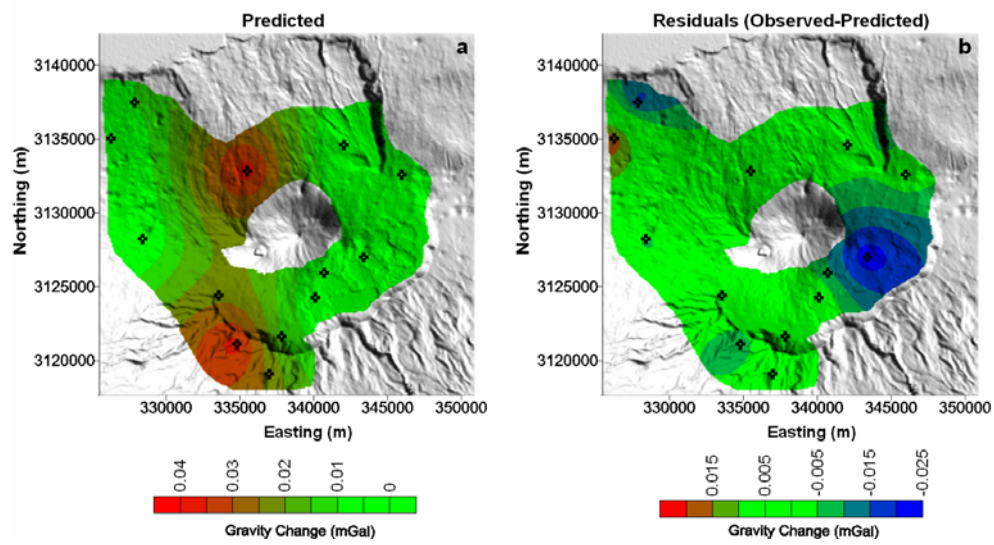 Predicted
a
3140000
3135000
3130000
3125000
3120000
Northing (m)
330000 335000 340000 345000 350000
Easting (m)
0.04 0.03 0.02 0.01 0
Gravity Change (mGal)
Residuals (Observed-Predicted)
b
3140000
3135000
3130000
3125000
3120000
Northing (m)
330000 335000 340000 345000 350000
Easting (m)
0.015 0.005 -0.005 -0.015 -0.025
Gravity Change (mGal)